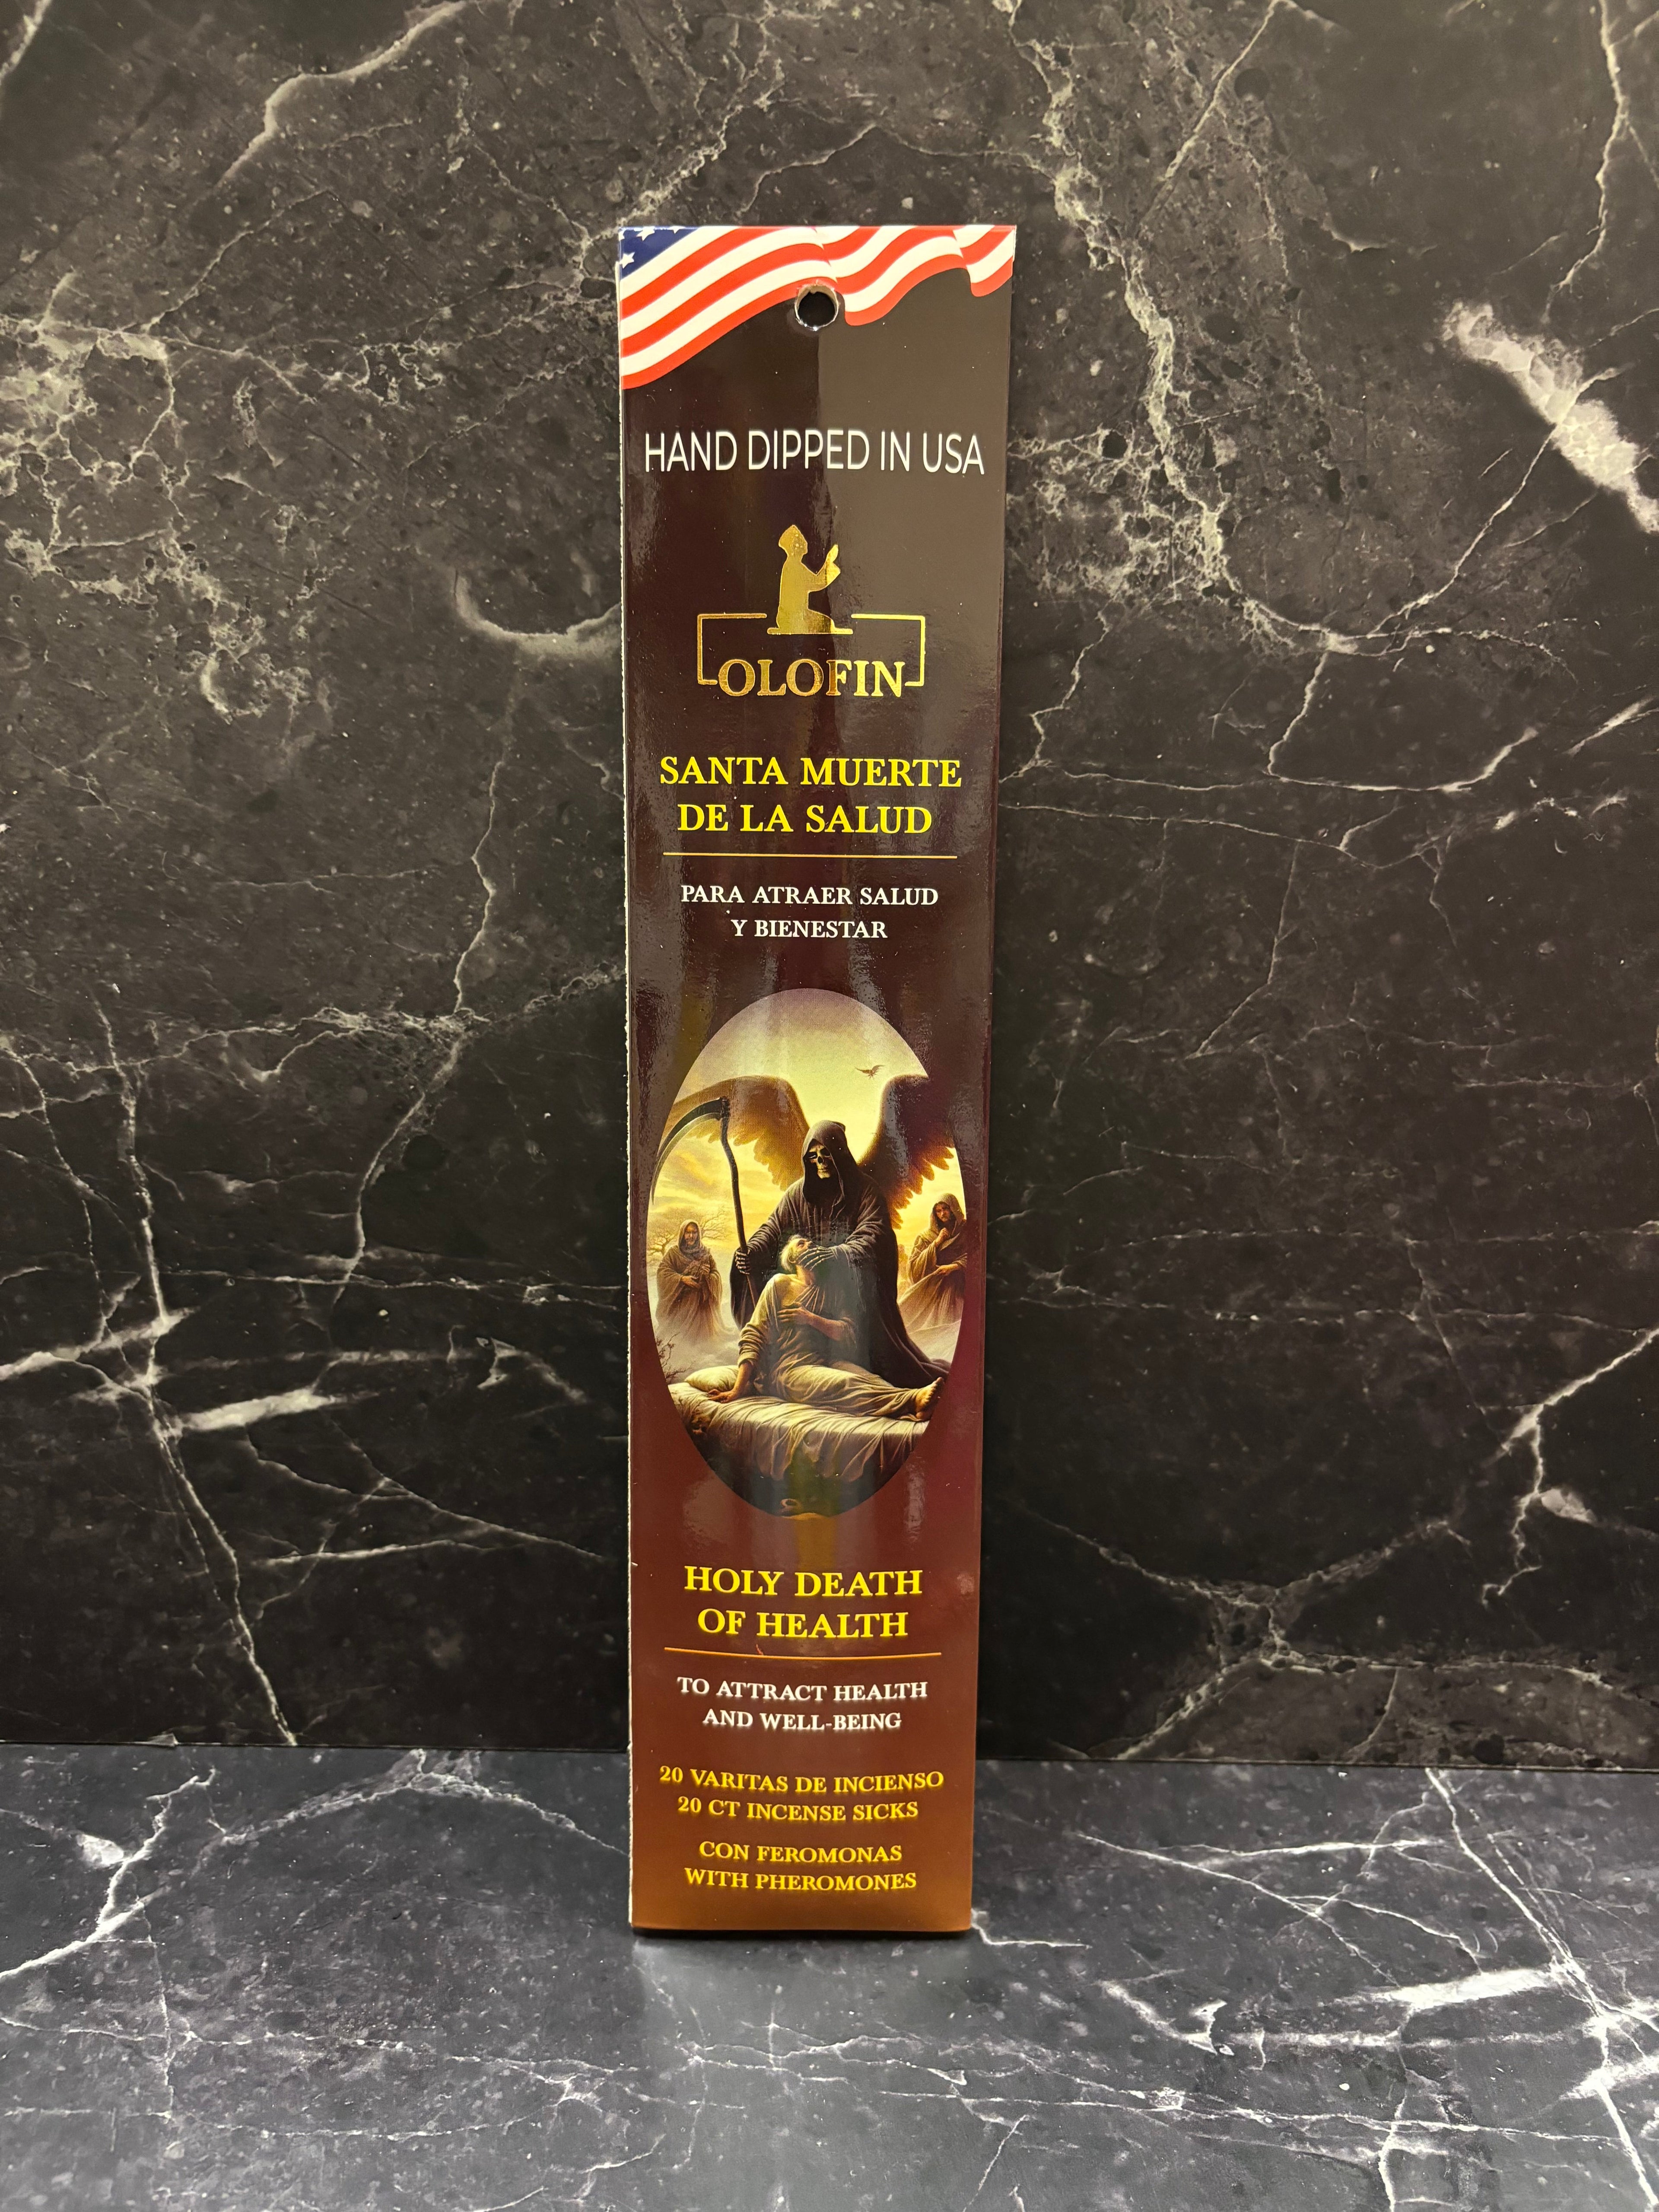 HAND DIPPED IN USA
OLOFIN
SANTA MUERTE
DE LA SALUD
PARA ATRAER SALUD
Y BIENESTAR
HOLY DEATH
OF HEALTH
TO ATTRACT HEALTH
AND WELL-BEING
20 VARITAS DE INCIENSO
20 CT INCENSE SICKS
CON FEROMONAS
WITH PHEROMONES